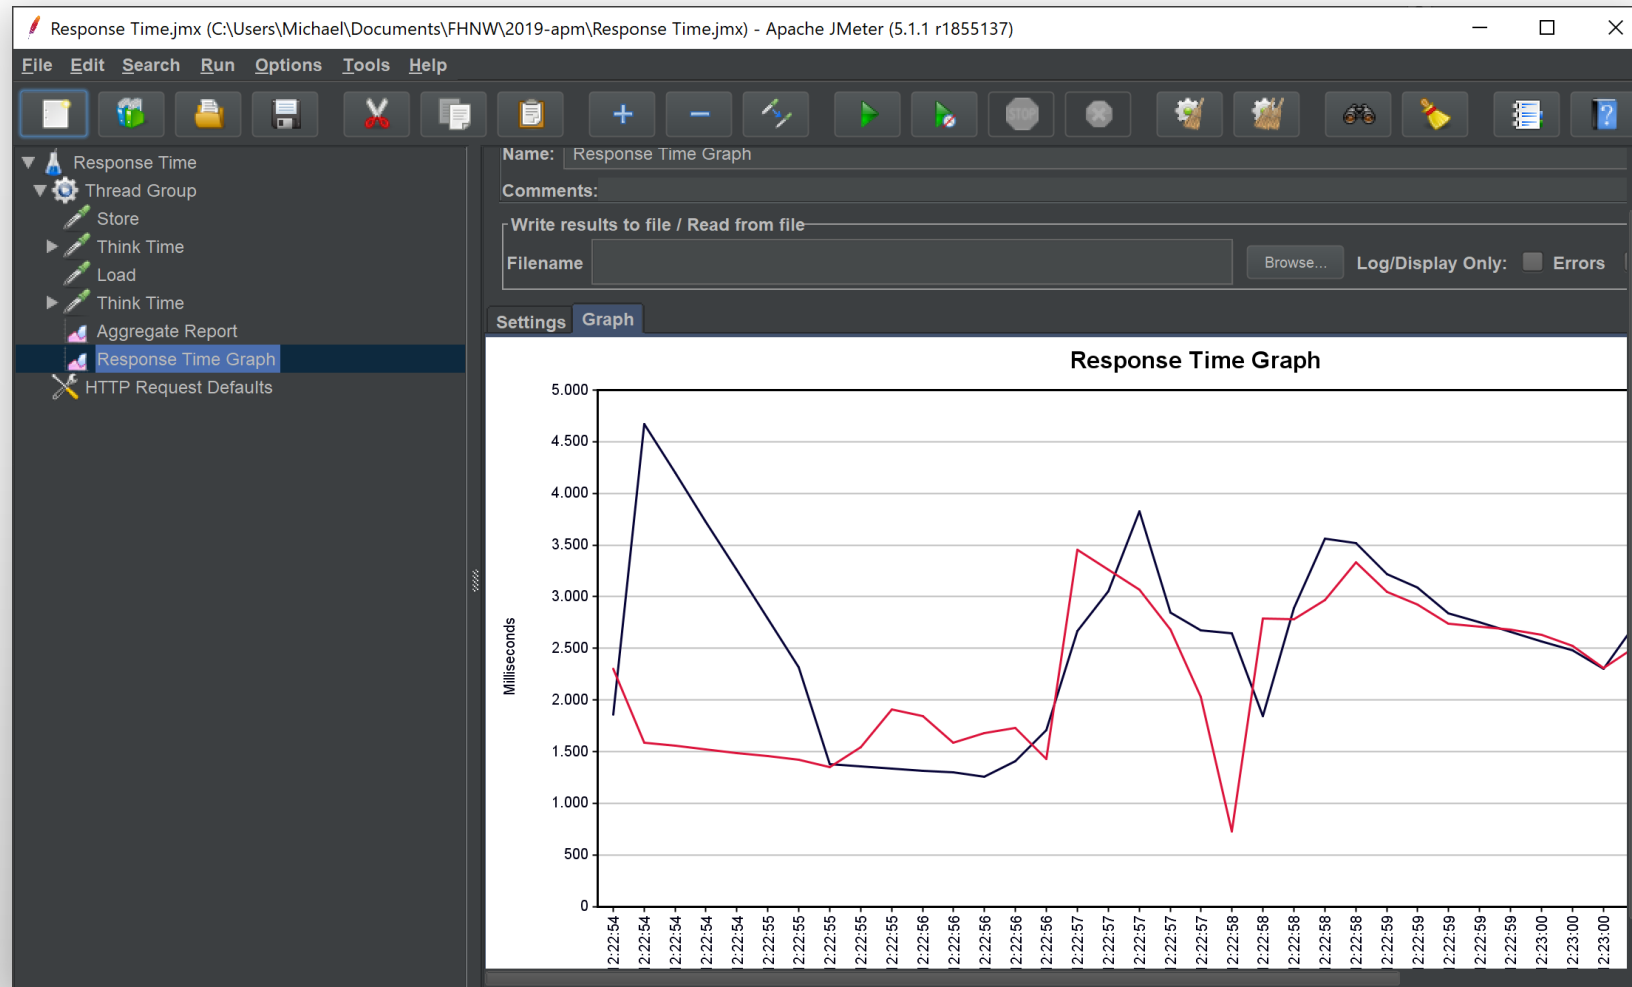 Response Time.jmx (C:\Users\Michael\Documents\FHNW\2019-apm\Response Time.jmx) - Apache JMeter (5.1.1 r1855137)
File Edit Search Run Options Tools Help
STOP
Response Time
Thread Group
Store
Think Time
Load
Think Time
Aggregate Report
Response Time Graph
HTTP Request Defaults
Name: Response Time Graph
Comments:
Write results to file / Read from file
Filename Browse... Log/Display Only: Errors
Settings Graph
Response Time Graph
Milliseconds
5.000
4.500
4.000
3.500
3.000
2.500
2.000
1.500
1.000
500
0
2:22:54
2:22:54
2:22:54
2:22:54
2:22:54
2:22:55
2:22:55
2:22:55
2:22:55
2:22:55
2:22:56
2:22:56
2:22:56
2:22:56
2:22:56
2:22:57
2:22:57
2:22:57
2:22:57
2:22:57
2:22:58
2:22:58
2:22:58
2:22:58
2:22:58
2:22:59
2:22:59
2:22:59
2:22:59
2:22:59
2:23:00
2:23:00
2:23:00